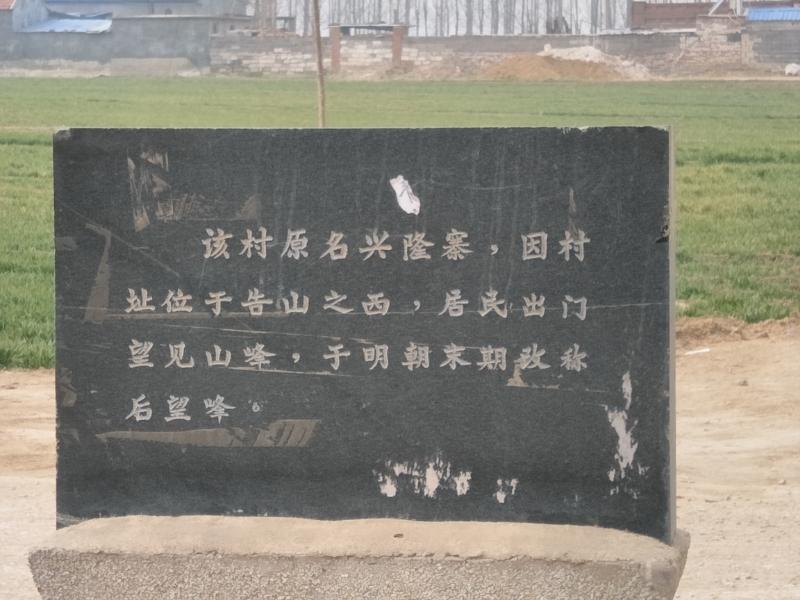 该村原名兴隆寨，因村
址位于告山之西，居民出门
望见山峰，于明朝末期改称
后望峰。